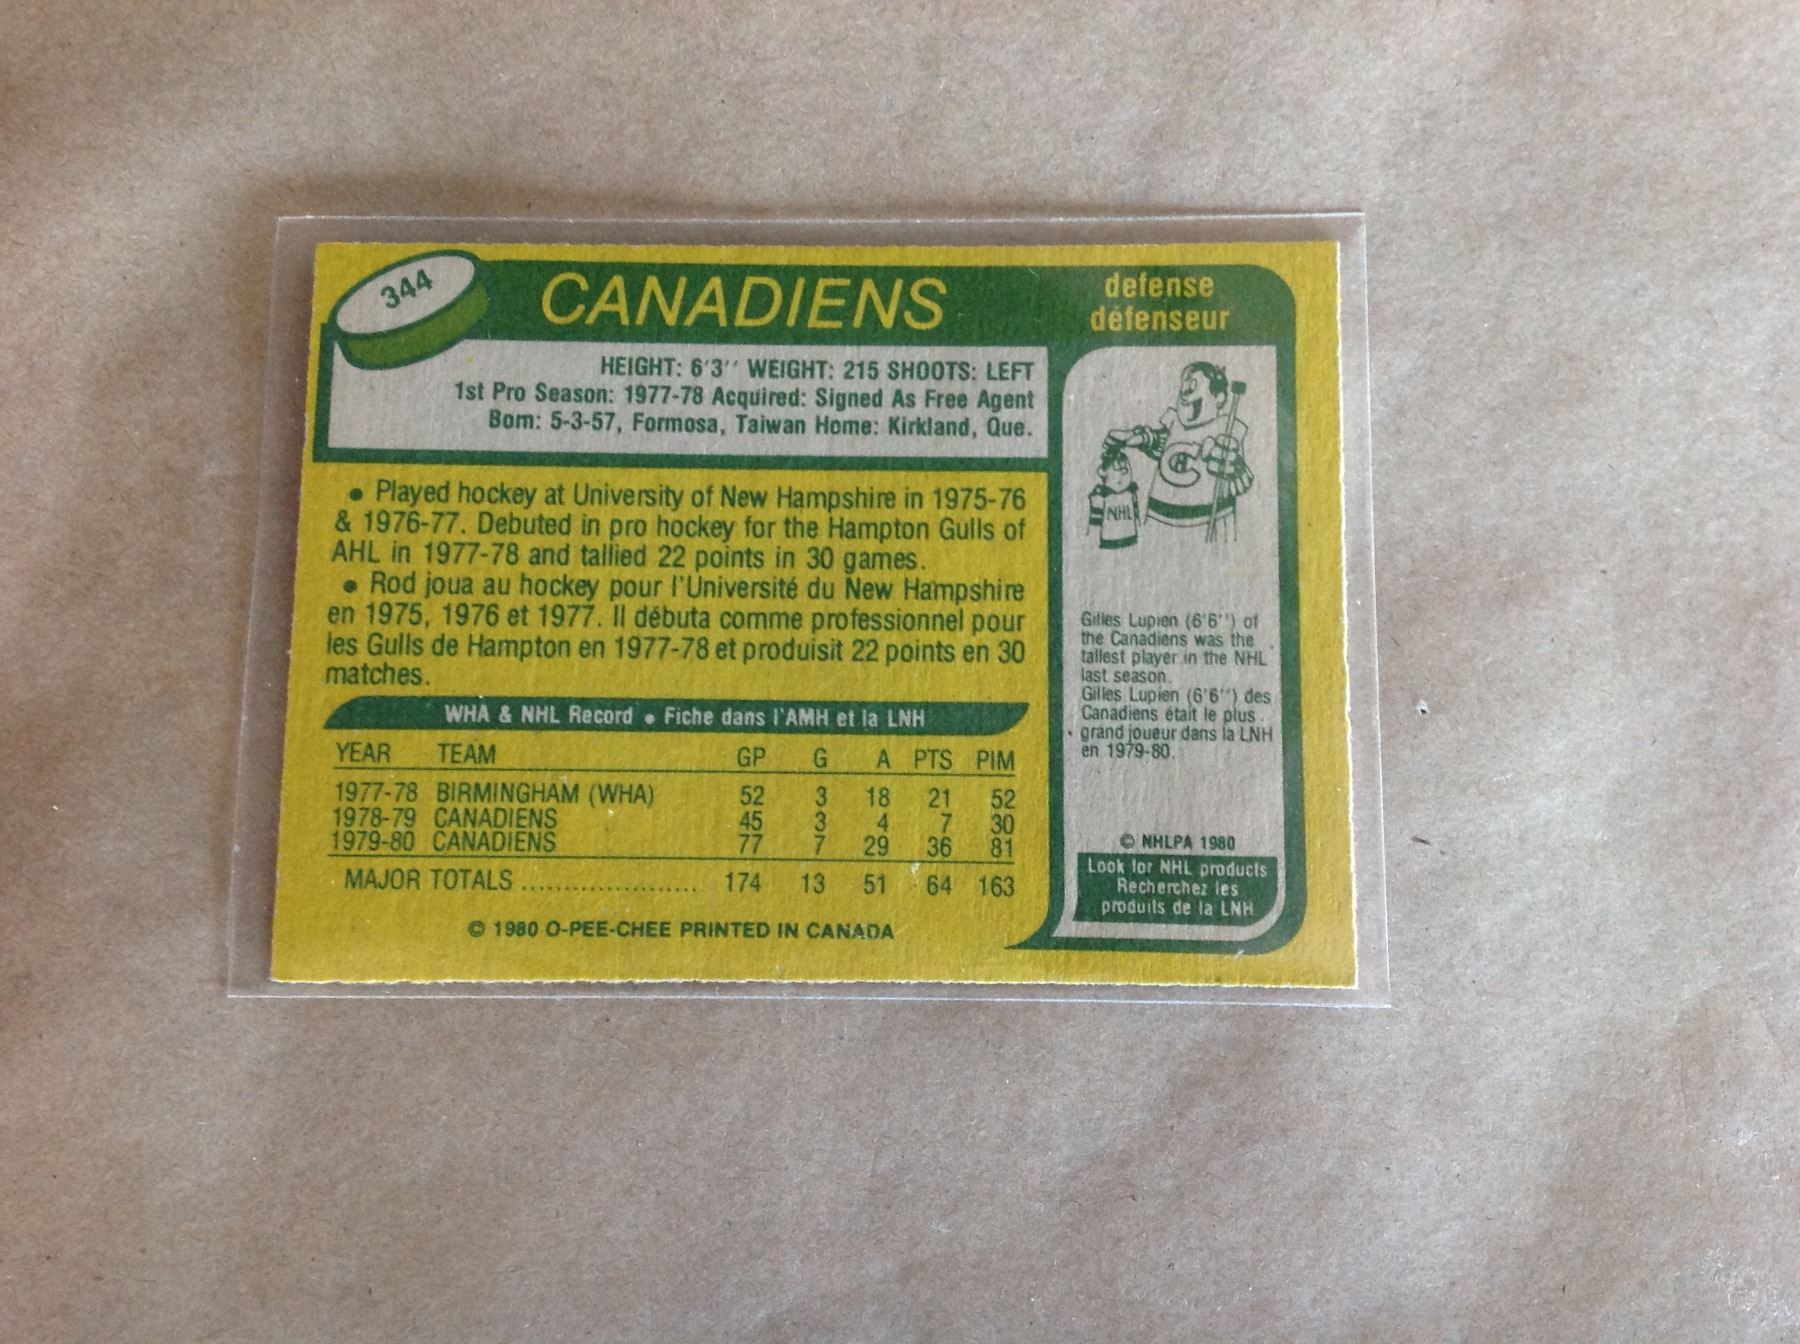 344
CANADIENS
defense
défenseur
HEIGHT: 6'3'' WEIGHT: 215 SHOOTS: LEFT
1st Pro Season: 1977-78 Acquired: Signed As Free Agent
Born: 5-3-57, Formosa, Taiwan Home: Kirkland, Que.
• Played hockey at University of New Hampshire in 1975-76
& 1976-77. Debuted in pro hockey for the Hampton Gulls of
AHL in 1977-78 and tallied 22 points in 30 games.
• Rod joua au hockey pour l'Université du New Hampshire
en 1975, 1976 et 1977. Il débuta comme professionnel pour
les Gulls de Hampton en 1977-78 et produisit 22 points en 30
matches.
WHA & NHL Record • Fiche dans l'AMH et la LNH
YEAR TEAM GP G A PTS PIM
1977-78 BIRMINGHAM (WHA) 52 3 18 21 52
1978-79 CANADIENS 45 3 4 7 30
1979-80 CANADIENS 77 7 29 36 81
MAJOR TOTALS ..................... 174 13 51 64 163
© 1980 O-PEE-CHEE PRINTED IN CANADA
NHL
Gilles Lupien (6'6'') of
the Canadiens was the
tallest player in the NHL
last season.
Gilles Lupien (6'6'') des
Canadiens était le plus
grand joueur dans la LNH
en 1979-80.
© NHLPA 1980
Look for NHL products
Recherchez les
produits de la LNH